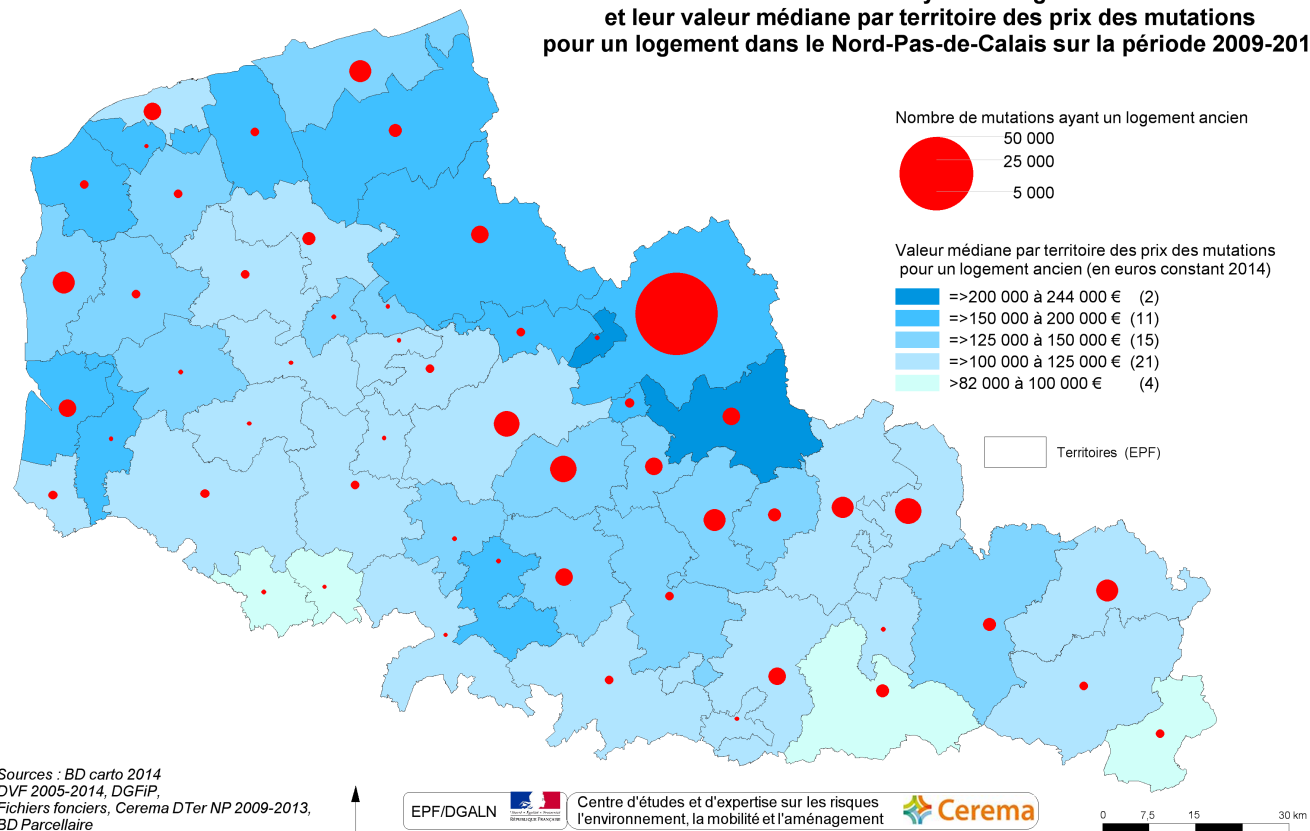 et leur valeur médiane par territoire des prix des mutations
pour un logement dans le Nord-Pas-de-Calais sur la période 2009-201
Nombre de mutations ayant un logement ancien
50 000
25 000
5 000
Valeur médiane par territoire des prix des mutations
pour un logement ancien (en euros constant 2014)
=>200 000 à 244 000 € (2)
=>150 000 à 200 000 € (11)
=>125 000 à 150 000 € (15)
=>100 000 à 125 000 € (21)
>82 000 à 100 000 € (4)
Territoires (EPF)
Sources : BD carto 2014
DVF 2005-2014, DGFiP,
Fichiers fonciers, Cerema DTer NP 2009-2013,
BD Parcellaire
EPF/DGALN
Liberté • Égalité • Fraternité
RÉPUBLIQUE FRANÇAISE
Centre d'études et d'expertise sur les risques
l'environnement, la mobilité et l'aménagement
Cerema
0 7,5 15 30 km